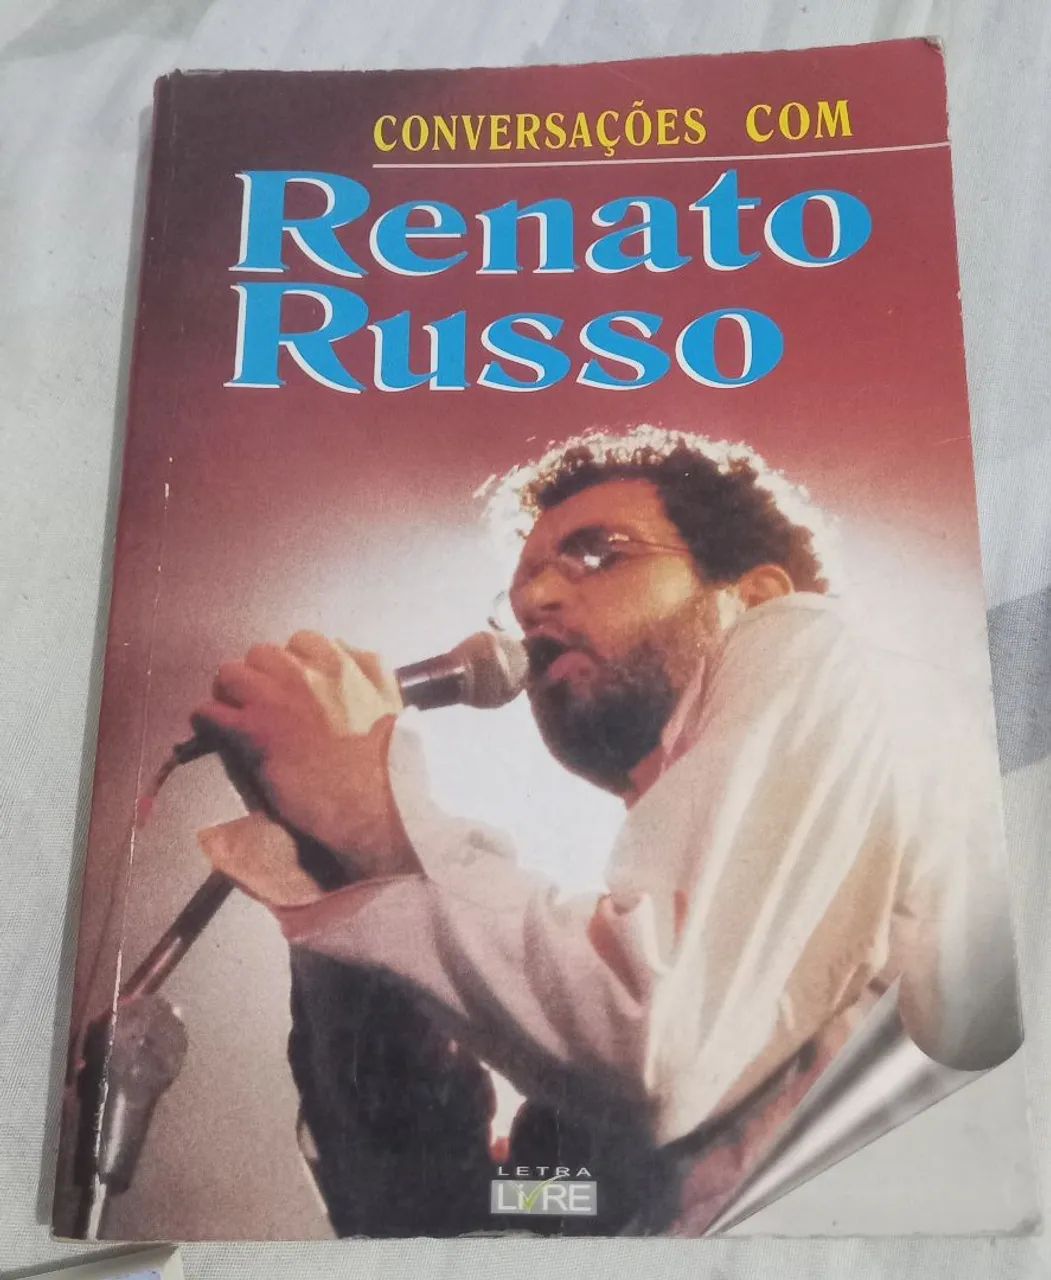 CONVERSAÇÕES COM
Renato
Russo
LETRA
LIVRE